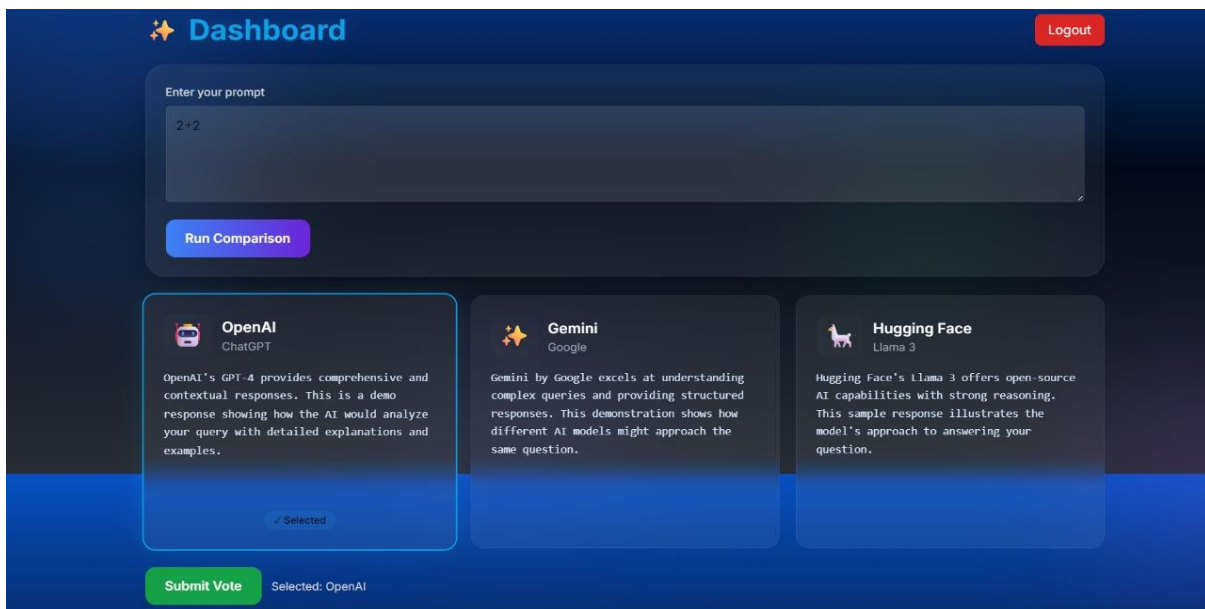 ✨ Dashboard
Logout
Enter your prompt
2+2
Run Comparison
OpenAI
ChatGPT
OpenAI's GPT-4 provides comprehensive and
contextual responses. This is a demo
response showing how the AI would analyze
your query with detailed explanations and
examples.
✓ Selected
Gemini
Google
Gemini by Google excels at understanding
complex queries and providing structured
responses. This demonstration shows how
different AI models might approach the
same question.
Hugging Face
Llama 3
Hugging Face's Llama 3 offers open-source
AI capabilities with strong reasoning.
This sample response illustrates the
model's approach to answering your
question.
Submit Vote
Selected: OpenAI